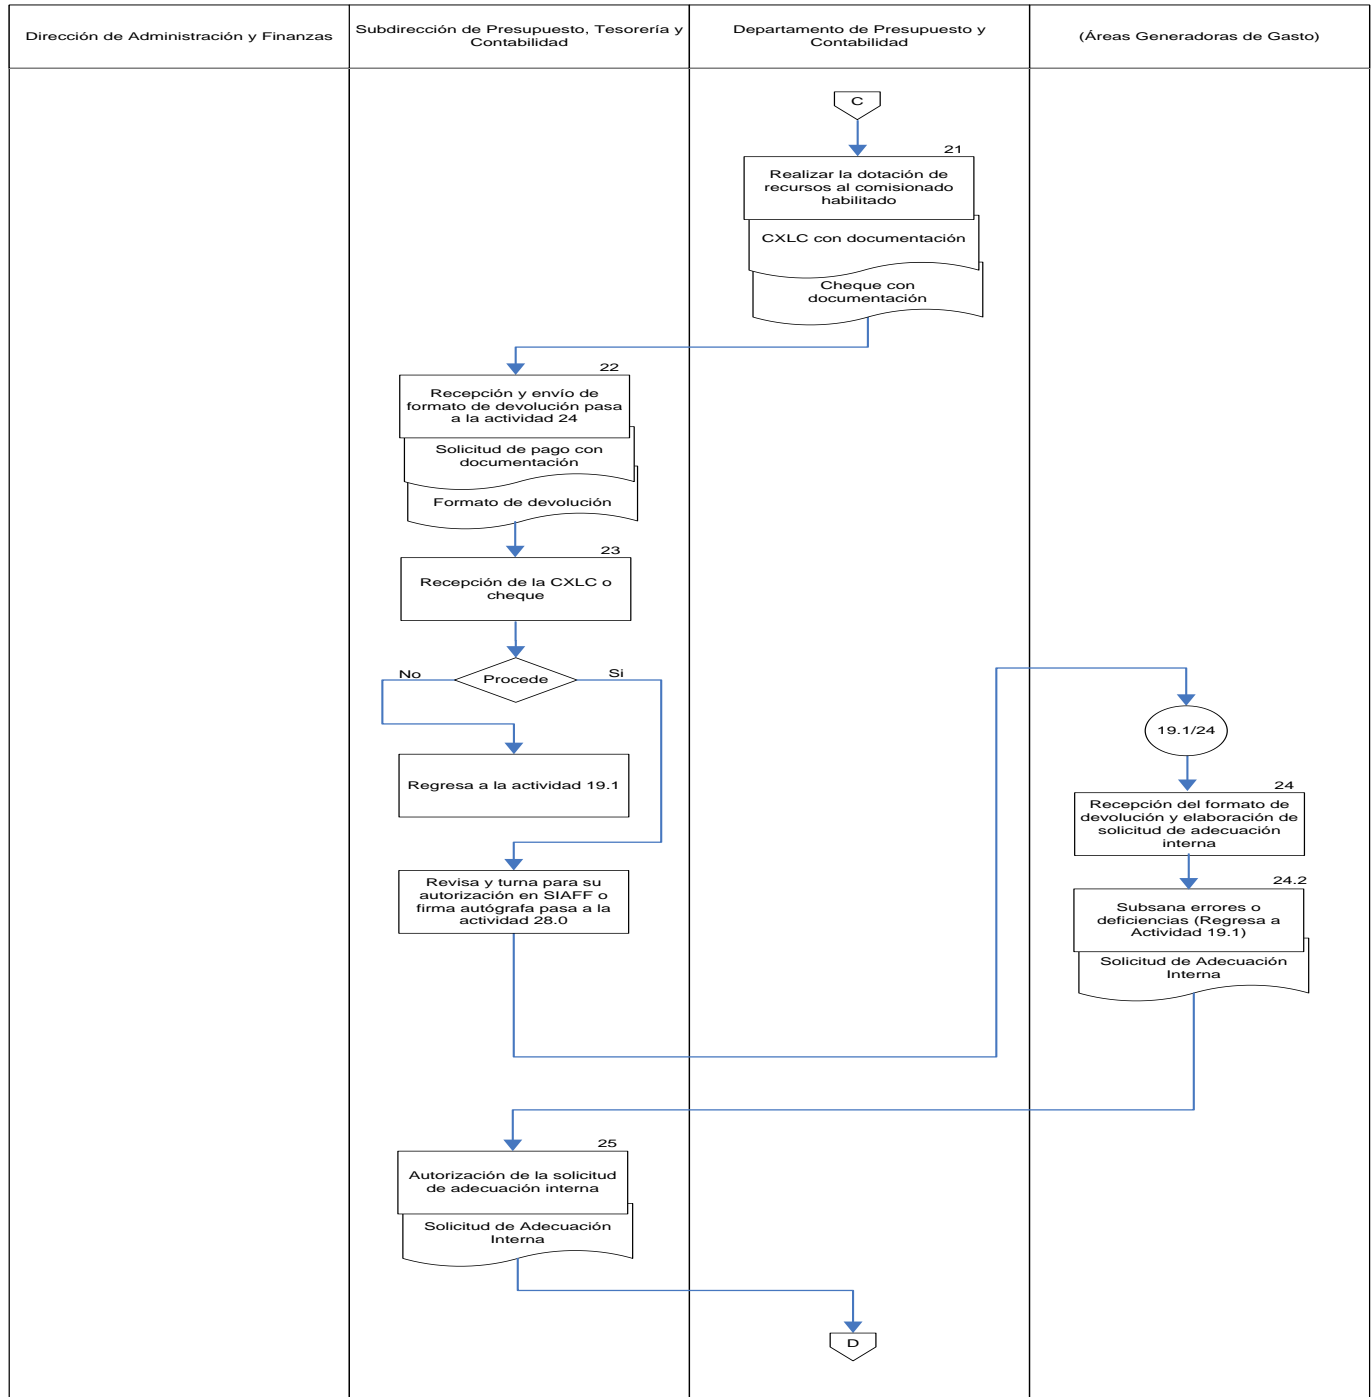 Dirección de Administración y Finanzas
Subdirección de Presupuesto, Tesorería y
Contabilidad
Departamento de Presupuesto y
Contabilidad
(Áreas Generadoras de Gasto)
C
21
Realizar la dotación de
recursos al comisionado
habilitado
CXLC con documentación
Cheque con
documentación
22
Recepción y envío de
formato de devolución pasa
a la actividad 24
Solicitud de pago con
documentación
Formato de devolución
23
Recepción de la CXLC o
cheque
No
Procede
Si
Regresa a la actividad 19.1
Revisa y turna para su
autorización en SIAFF o
firma autógrafa pasa a la
actividad 28.0
19.1/24
24
Recepción del formato de
devolución y elaboración de
solicitud de adecuación
interna
24.2
Subsana errores o
deficiencias (Regresa a
Actividad 19.1)
Solicitud de Adecuación
Interna
25
Autorización de la solicitud
de adecuación interna
Solicitud de Adecuación
Interna
D